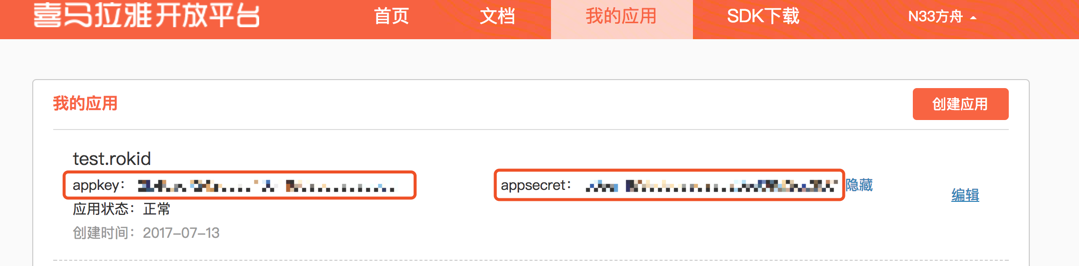 喜马拉雅开放平台 首页 文档 我的应用 SDK下载 N33方舟
我的应用 创建应用
test.rokid
appkey： appsecret： 隐藏
编辑
应用状态：正常
创建时间：2017-07-13